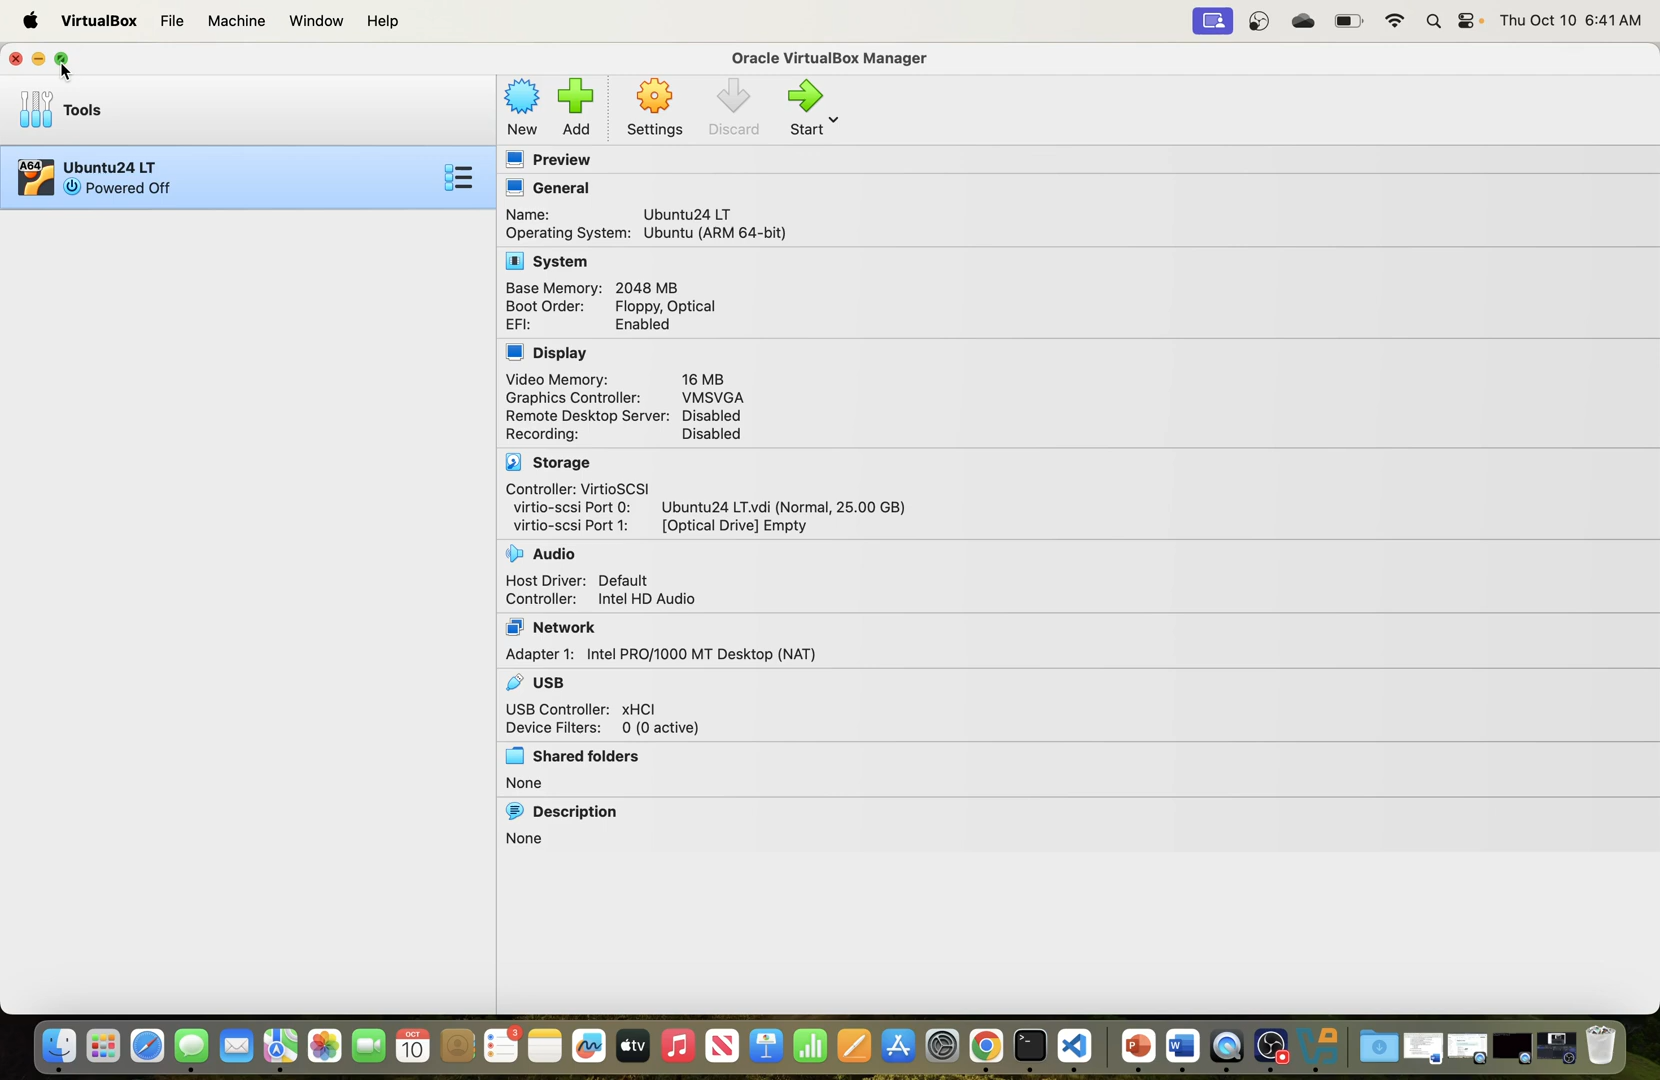 VirtualBox File Machine Window Help Thu Oct 10 6:41 AM
Oracle VirtualBox Manager
Tools
New Add Settings Discard Start
A64 Ubuntu24 LT
Powered Off
Preview
General
Name: Ubuntu24 LT
Operating System: Ubuntu (ARM 64-bit)
System
Base Memory: 2048 MB
Boot Order: Floppy, Optical
EFI: Enabled
Display
Video Memory: 16 MB
Graphics Controller: VMSVGA
Remote Desktop Server: Disabled
Recording: Disabled
Storage
Controller: VirtioSCSI
virtio-scsi Port 0: Ubuntu24 LT.vdi (Normal, 25.00 GB)
virtio-scsi Port 1: [Optical Drive] Empty
Audio
Host Driver: Default
Controller: Intel HD Audio
Network
Adapter 1: Intel PRO/1000 MT Desktop (NAT)
USB
USB Controller: xHCI
Device Filters: 0 (0 active)
Shared folders
None
Description
None
OCT
10
3
tv